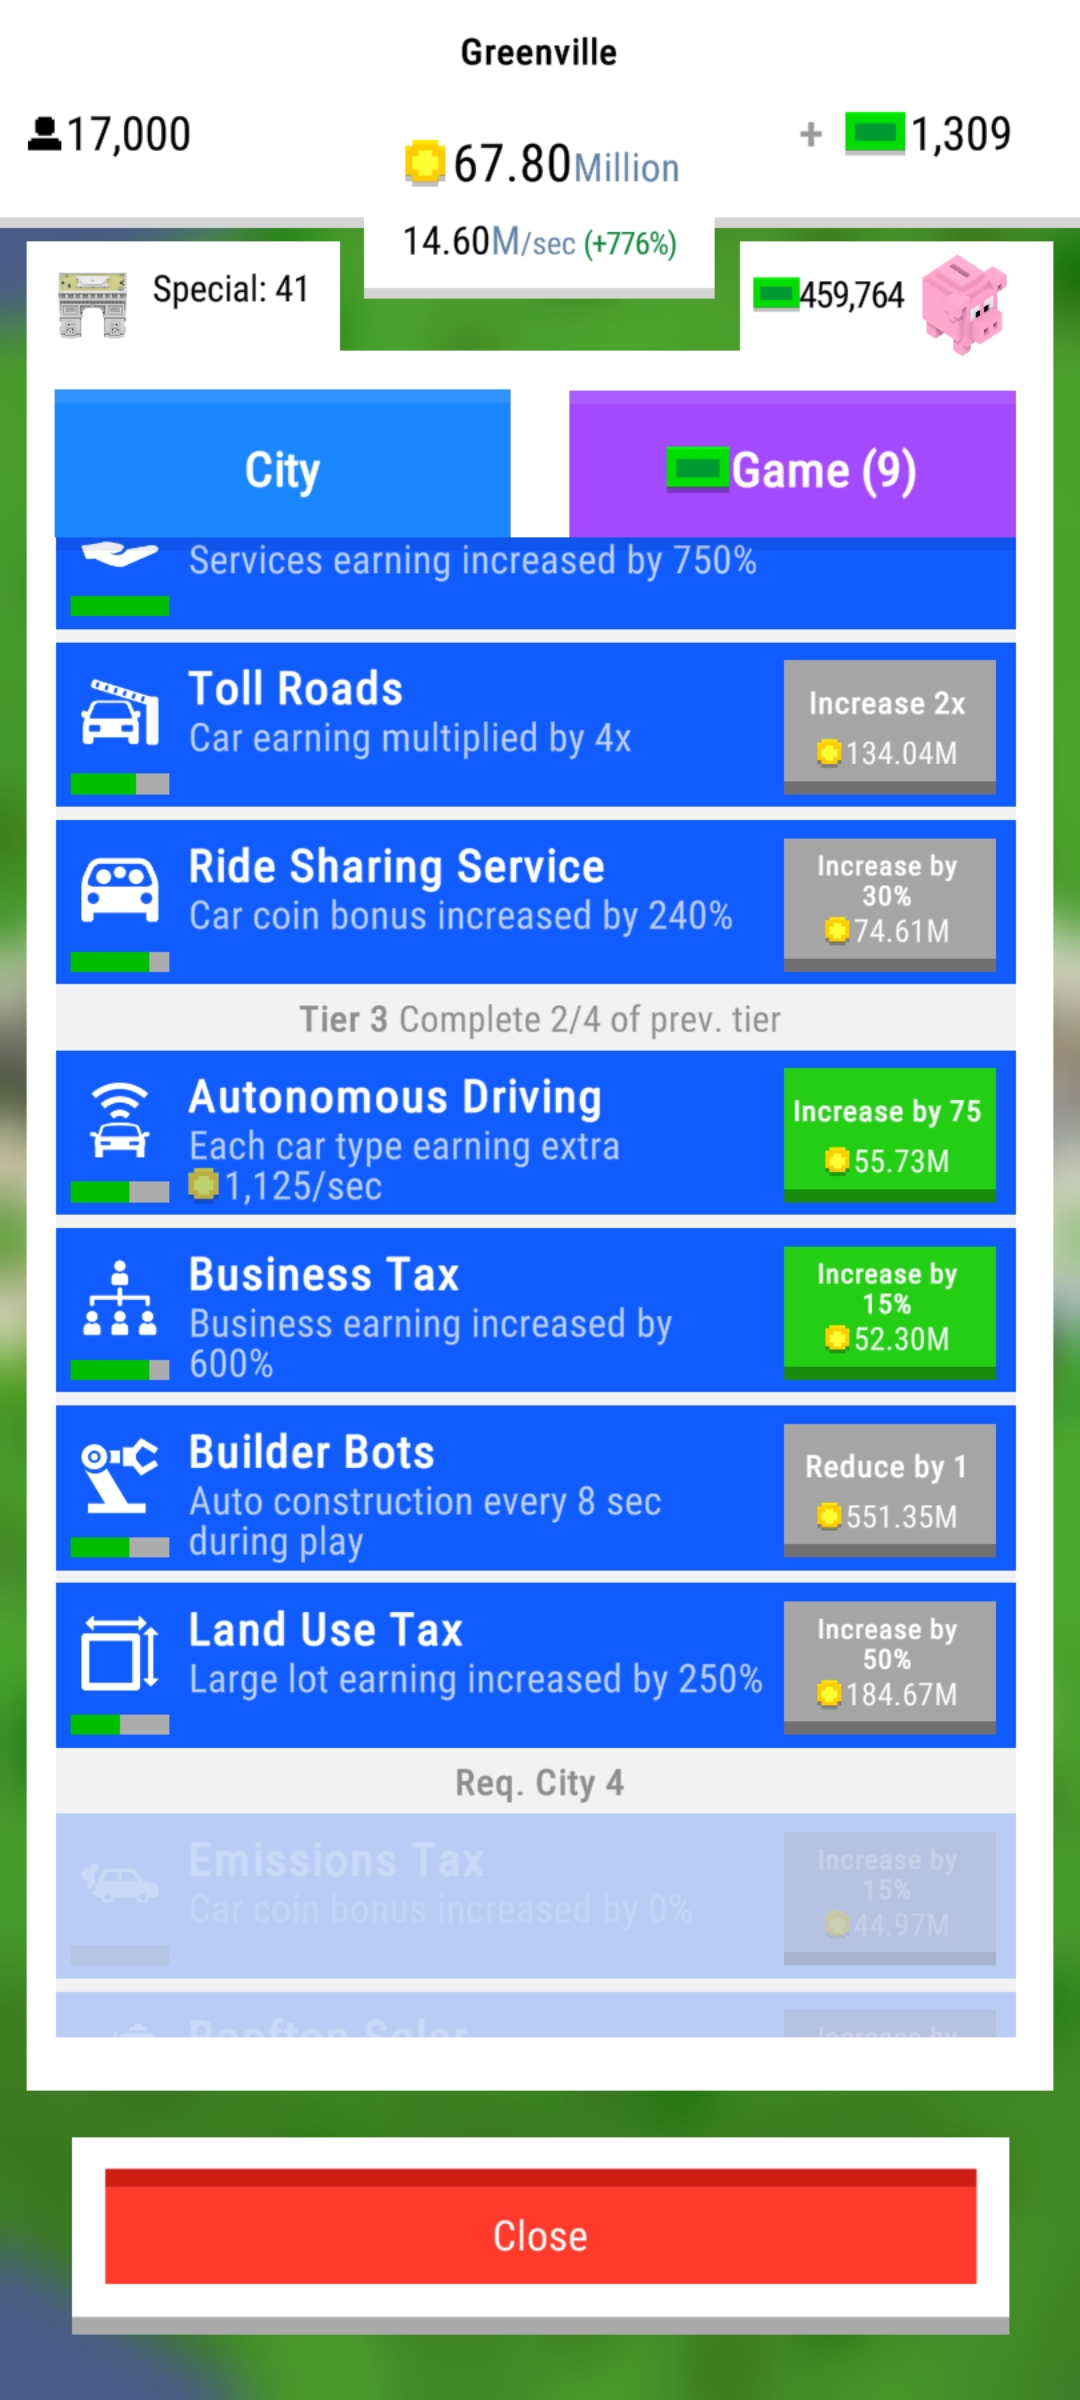 Greenville
17,000
67.80Million
+ 1,309
14.60M/sec (+776%)
Special: 41
459,764
City
Game (9)
Services earning increased by 750%
Toll Roads
Car earning multiplied by 4x
Increase 2x
134.04M
Ride Sharing Service
Car coin bonus increased by 240%
Increase by
30%
74.61M
Tier 3 Complete 2/4 of prev. tier
Autonomous Driving
Each car type earning extra
1,125/sec
Increase by 75
55.73M
Business Tax
Business earning increased by
600%
Increase by
15%
52.30M
Builder Bots
Auto construction every 8 sec
during play
Reduce by 1
551.35M
Land Use Tax
Large lot earning increased by 250%
Increase by
50%
184.67M
Req. City 4
Emissions Tax
Car coin bonus increased by 0%
Increase by
15%
44.97M
Rooftop Solar
Increase by
Close